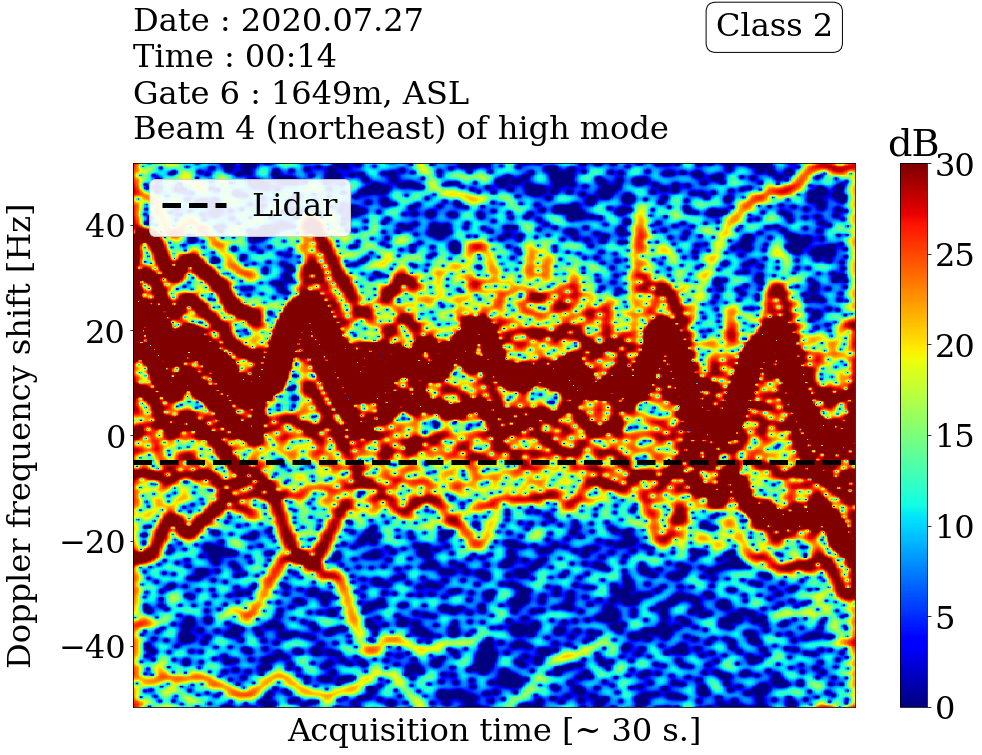 Date : 2020.07.27
Time : 00:14
Gate 6 : 1649m, ASL
Beam 4 (northeast) of high mode
Class 2
dB
Lidar
Doppler frequency shift [Hz]
40
20
0
−20
−40
Acquisition time [~ 30 s.]
30
25
20
15
10
5
0